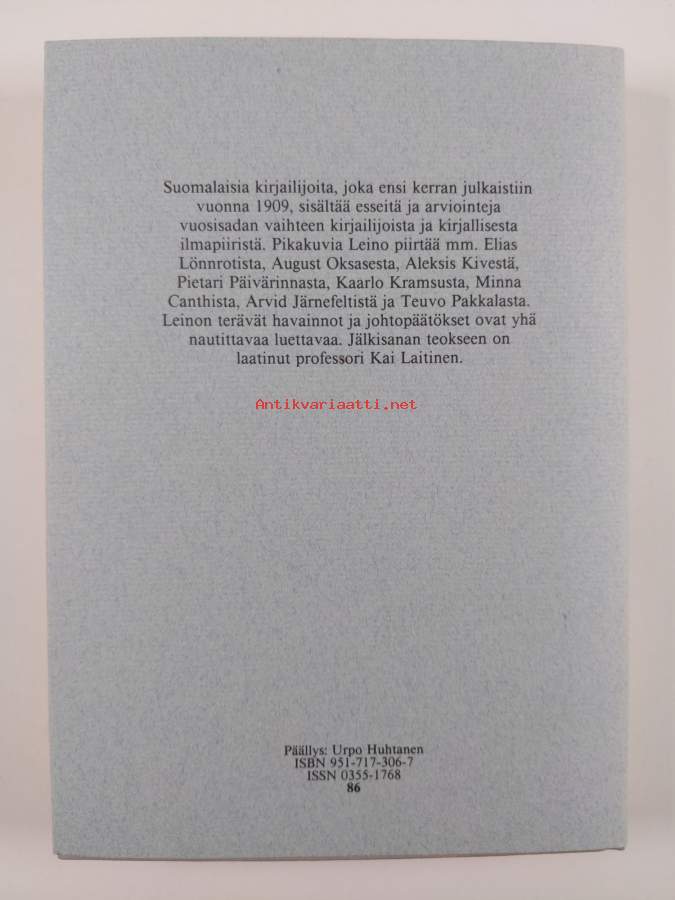 Suomalaisia kirjailijoita, joka ensi kerran julkaistiin
vuonna 1909, sisältää esseitä ja arviointeja
vuosisadan vaihteen kirjailijoista ja kirjallisesta
ilmapiiristä. Pikakuvia Leino piirtää mm. Elias
Lönnrotista, August Oksasesta, Aleksis Kivestä,
Pietari Päivärinnasta, Kaarlo Kramsusta, Minna
Canthista, Arvid Järnefeltistä ja Teuvo Pakkalasta.
Leinon terävät havainnot ja johtopäätökset ovat yhä
nautittavaa luettavaa. Jälkisanan teokseen on
laatinut professori Kai Laitinen.
Antikvariaatti.net
Päällys: Urpo Huhtanen
ISBN 951-717-306-7
ISSN 0355-1768
86